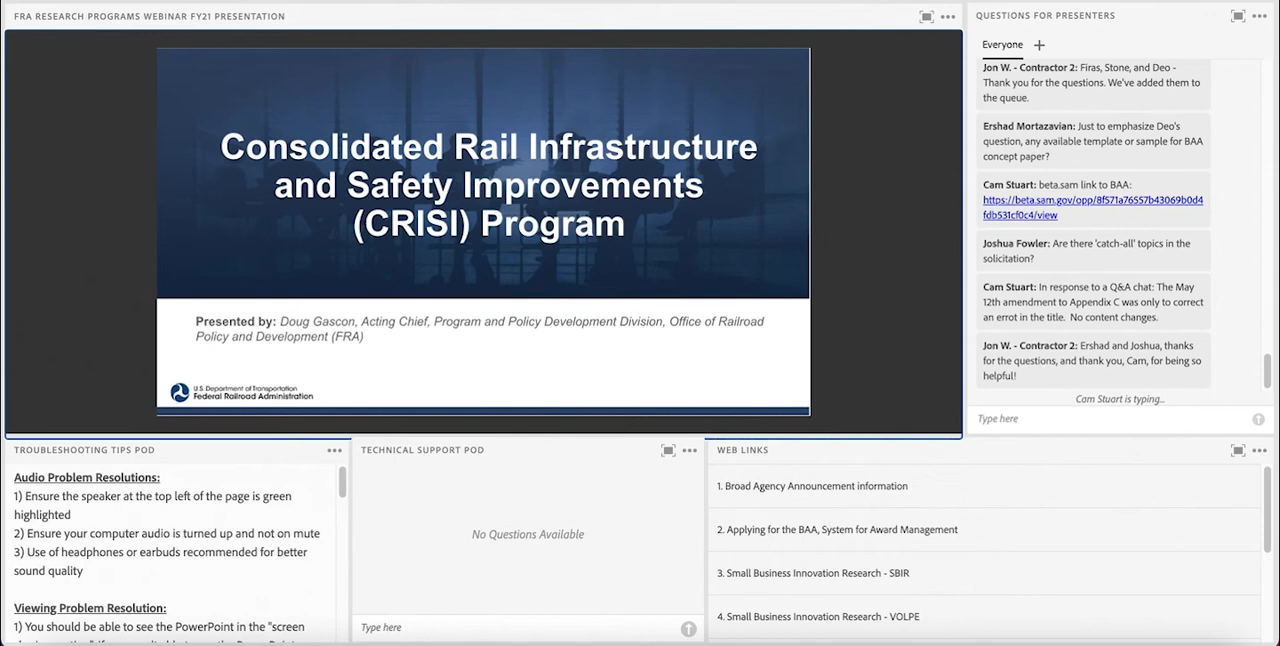 FRA RESEARCH PROGRAMS WEBINAR FY21 PRESENTATION
Consolidated Rail Infrastructure
and Safety Improvements
(CRISI) Program
Presented by: Doug Gascon, Acting Chief, Program and Policy Development Division, Office of Railroad
Policy and Development (FRA)
U.S. Department of Transportation
Federal Railroad Administration
QUESTIONS FOR PRESENTERS
Everyone
Jon W. - Contractor 2: Firas, Stone, and Deo -
Thank you for the questions. We've added them to
the queue.
Ershad Mortazavian: Just to emphasize Deo's
question, any available template or sample for BAA
concept paper?
Cam Stuart: beta.sam link to BAA:
https://beta.sam.gov/opp/8f571a76557b43069b0d4
fdb531cf0c4/view
Joshua Fowler: Are there 'catch-all' topics in the
solicitation?
Cam Stuart: In response to a Q&A chat: The May
12th amendment to Appendix C was only to correct
an errot in the title. No content changes.
Jon W. - Contractor 2: Ershad and Joshua, thanks
for the questions, and thank you, Cam, for being so
helpful!
Cam Stuart is typing...
Type here
TROUBLESHOOTING TIPS POD
Audio Problem Resolutions:
1) Ensure the speaker at the top left of the page is green
highlighted
2) Ensure your computer audio is turned up and not on mute
3) Use of headphones or earbuds recommended for better
sound quality
Viewing Problem Resolution:
1) You should be able to see the PowerPoint in the "screen
TECHNICAL SUPPORT POD
No Questions Available
Type here
WEB LINKS
1. Broad Agency Announcement information
2. Applying for the BAA, System for Award Management
3. Small Business Innovation Research - SBIR
4. Small Business Innovation Research - VOLPE